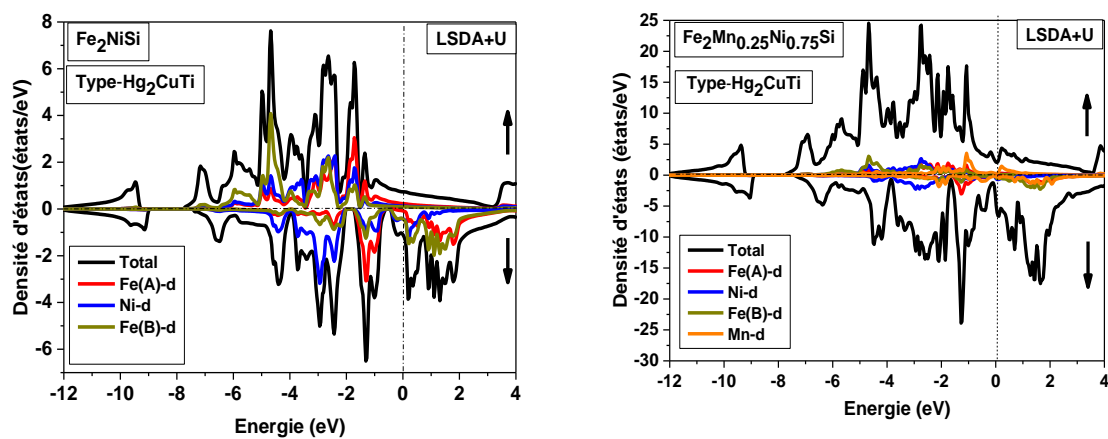 Fe2NiSi
LSDA+U
Type-Hg2CuTi
Densité d'états(états/eV)
8
6
4
2
0
-2
-4
-6
Total
Fe(A)-d
Ni-d
Fe(B)-d
-12 -10 -8 -6 -4 -2 0 2 4
Energie (eV)
Fe2Mn0.25Ni0.75Si
LSDA+U
Type-Hg2CuTi
Densité d'états (états/eV)
25
20
15
10
5
0
-5
-10
-15
-20
-25
-30
Total
Fe(A)-d
Ni-d
Fe(B)-d
Mn-d
-12 -10 -8 -6 -4 -2 0 2 4
Energie (eV)